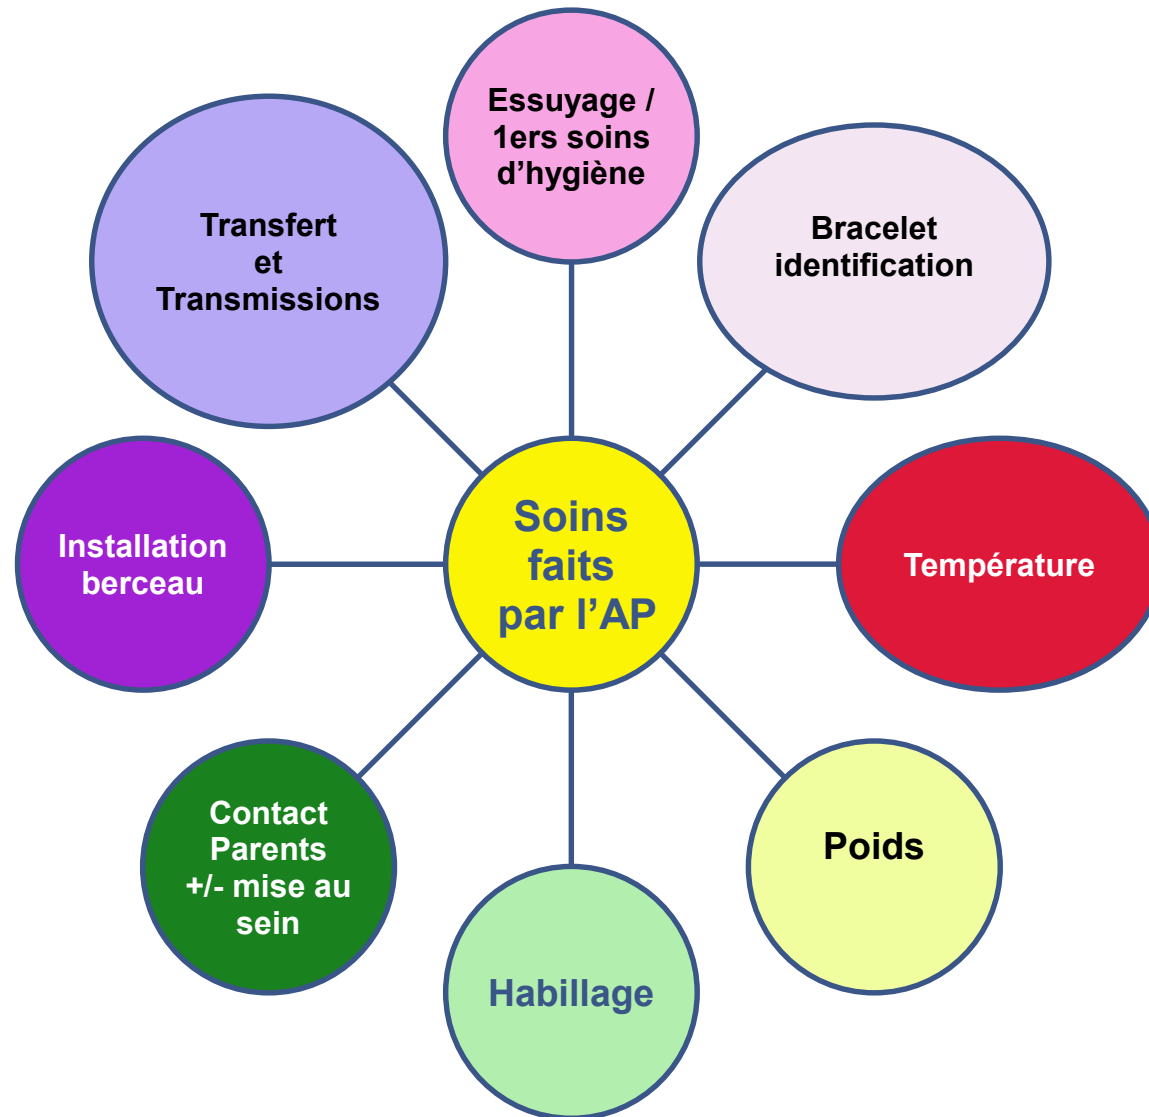 Essuyage /
1ers soins
d’hygiène
Bracelet
identification
Température
Poids
Habillage
Contact
Parents
+/- mise au
sein
Installation
berceau
Transfert
et
Transmissions
Soins
faits
par l’AP